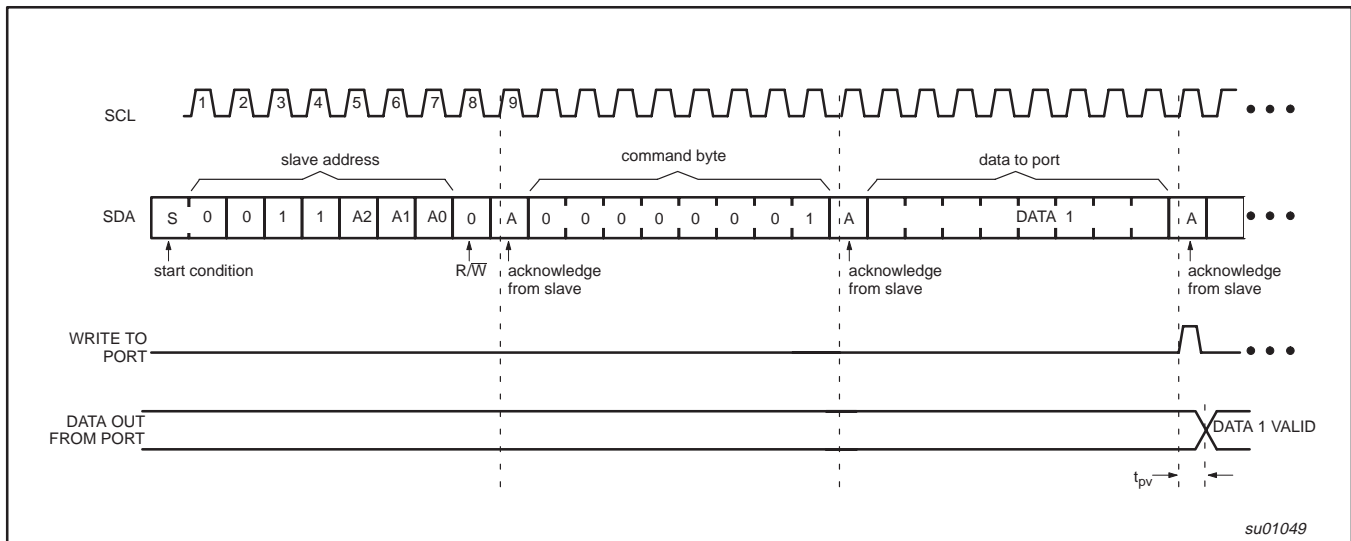 SCL
1 2 3 4 5 6 7 8 9
slave address
command byte
data to port
SDA
S 0 0 1 1 A2 A1 A0 0 A 0 0 0 0 0 0 0 1 A DATA 1 A
start condition
R/W̅
acknowledge
from slave
acknowledge
from slave
acknowledge
from slave
WRITE TO
PORT
DATA OUT
FROM PORT
DATA 1 VALID
tpv
su01049